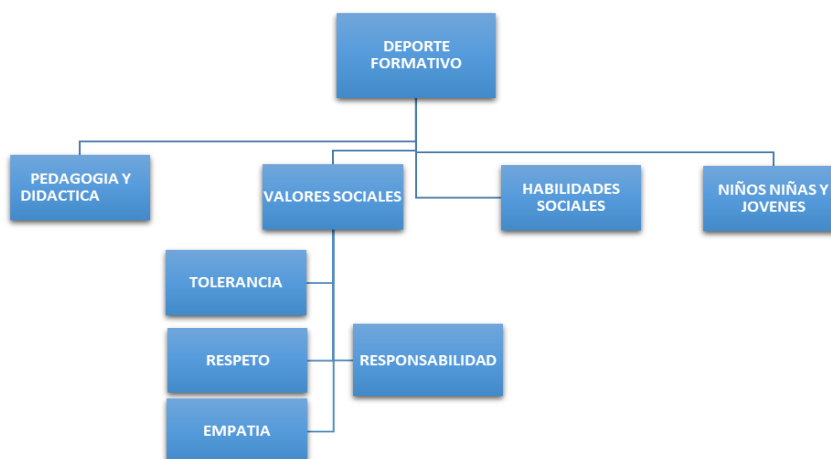 DEPORTE
FORMATIVO
PEDAGOGIA Y
DIDACTICA
VALORES SOCIALES
HABILIDADES
SOCIALES
NIÑOS NIÑAS Y
JOVENES
TOLERANCIA
RESPETO
RESPONSABILIDAD
EMPATIA